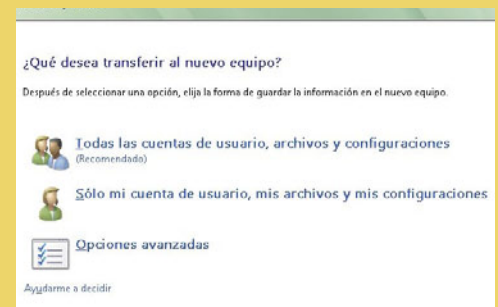 ¿Qué desea transferir al nuevo equipo?
Después de seleccionar una opción, elija la forma de guardar la información en el nuevo equipo.
Todas las cuentas de usuario, archivos y configuraciones
(Recomendado)
Sólo mi cuenta de usuario, mis archivos y mis configuraciones
Opciones avanzadas
Ayudarme a decidir